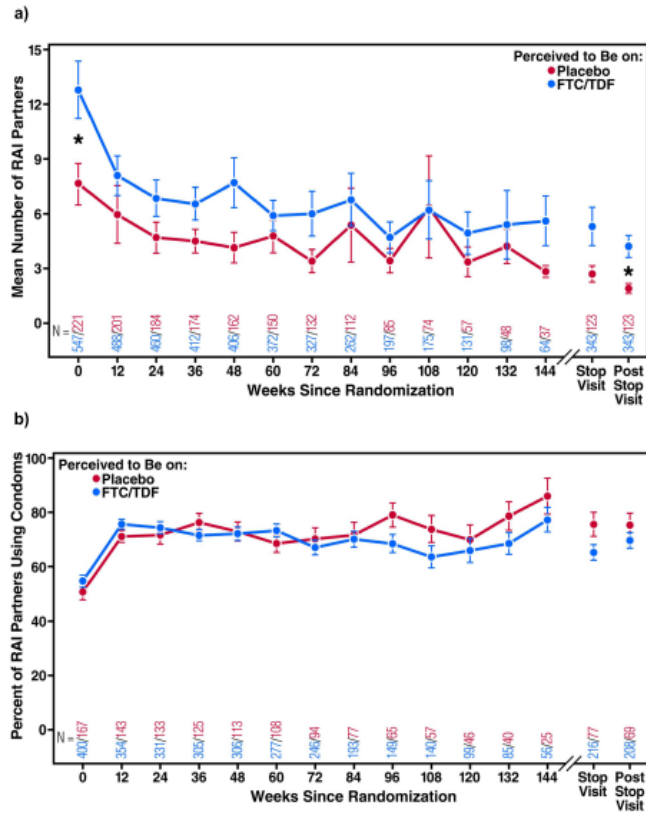 a)
Mean Number of RAI Partners
15
12
9
6
3
0
Perceived to Be on:
Placebo
FTC/TDF
*
*
N =
547/221
488/201
460/184
412/174
406/162
372/150
327/132
262/112
197/85
175/74
131/57
98/48
64/37
343/123
343/123
0 12 24 36 48 60 72 84 96 108 120 132 144 Stop Visit Post Stop Visit
Weeks Since Randomization
b)
Percent of RAI Partners Using Condoms
100
80
60
40
20
0
Perceived to Be on:
Placebo
FTC/TDF
N =
400/167
354/143
331/133
305/125
306/113
277/108
246/94
193/77
149/65
140/57
99/46
85/40
56/25
216/77
208/69
0 12 24 36 48 60 72 84 96 108 120 132 144 Stop Visit Post Stop Visit
Weeks Since Randomization